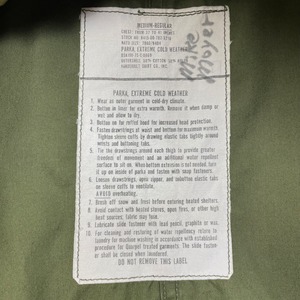 MEDIUM-REGULAR
PARKA, EXTREME COLD WEATHER
Mike
Moyer
PARKA, EXTREME COLD WEATHER
1. Wear as outer garment in cold-dry climate.
2. Button in liner for extra warmth. Remove it when damp or
wet and allow to dry.
3. Button on fur ruffed hood for increased head protection.
4. Fasten drawstrings at waist and bottom for maximum warmth.
Tighten sleeve cuffs by drawing elastic tabs tightly around
wrists and buttoning tabs.
5. Tie the drawstrings around each thigh to provide greater
freedom of movement and an additional water repellent
surface to sit on. When bottom extension is not needed, turn
it up on inside of parka and fasten with snap fasteners.
6. Loosen drawstrings, open zipper, and unbutton elastic tabs
on sleeve cuffs to ventilate.
AVOID overheating.
7. Brush off snow and frost before entering heated shelters.
8. Avoid contact with heated stoves, open fires, or other high
heat sources, fabric may fuse.
9. Lubricate slide fastener with lead pencil, graphite or wax.
10. For cleaning and restoring of water repellency return to
laundry for machine washing in accordance with established
procedure for Quarpel treated garments. The slide fasten-
er shall be closed when laundered.
DO NOT REMOVE THIS LABEL